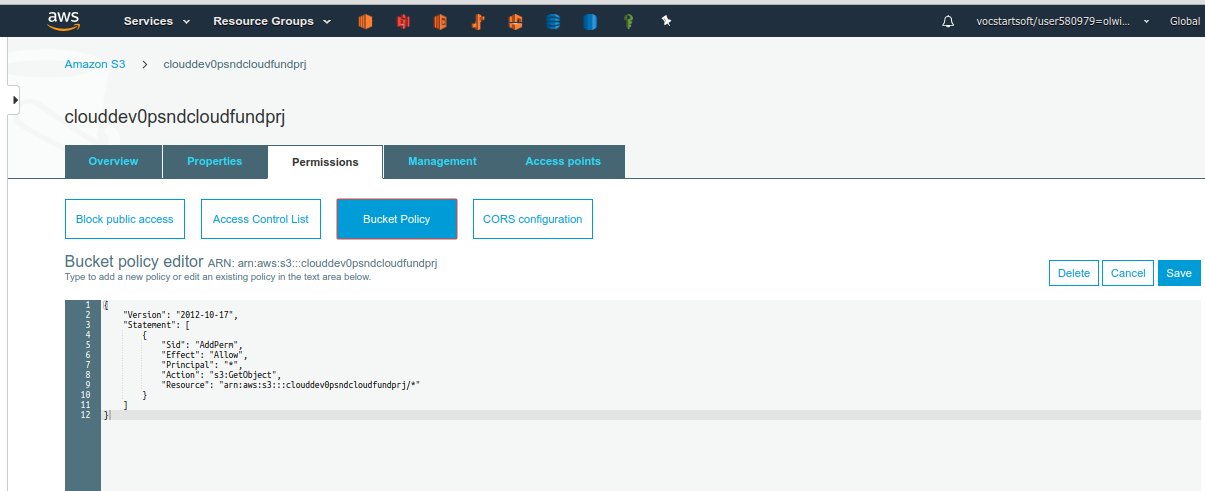 aws Services Resource Groups vocstartsoft/user580979=olwi... Global
Amazon S3 > clouddev0psndcloudfundprj
clouddev0psndcloudfundprj
Overview Properties Permissions Management Access points
Block public access Access Control List Bucket Policy CORS configuration
Bucket policy editor ARN: arn:aws:s3:::clouddev0psndcloudfundprj
Type to add a new policy or edit an existing policy in the text area below.
Delete Cancel Save
1 {
2 "Version": "2012-10-17",
3 "Statement": [
4 {
5 "Sid": "AddPerm",
6 "Effect": "Allow",
7 "Principal": "*",
8 "Action": "s3:GetObject",
9 "Resource": "arn:aws:s3:::clouddev0psndcloudfundprj/*"
10 }
11 ]
12 }